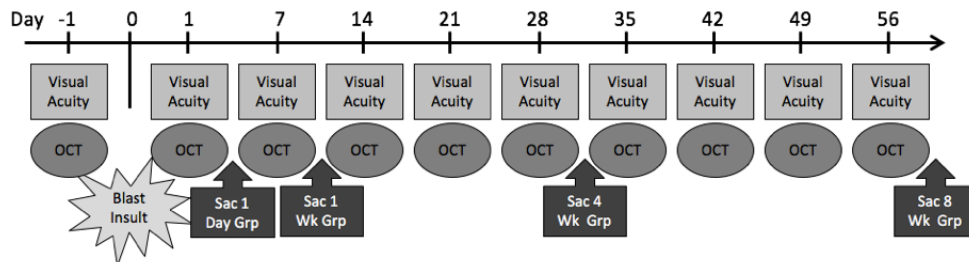 Day -1 0 1 7 14 21 28 35 42 49 56
Visual Visual Visual Visual Visual Visual Visual Visual Visual Visual
Acuity Acuity Acuity Acuity Acuity Acuity Acuity Acuity Acuity Acuity
OCT OCT OCT OCT OCT OCT OCT OCT OCT OCT
Blast
Insult
Sac 1
Day Grp
Sac 1
Wk Grp
Sac 4
Wk Grp
Sac 8
Wk Grp